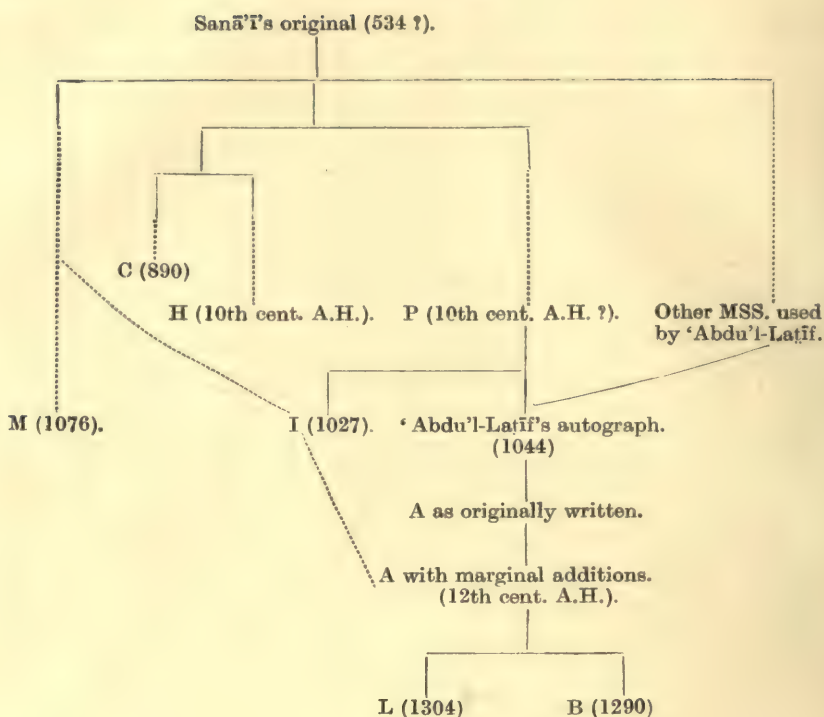 Sanā’ī’s original (534 ?).
C (890)
H (10th cent. A.H.). P (10th cent. A.H. ?). Other MSS. used
by ‘Abdu’l-Laṭīf.
M (1076). I (1027). ‘Abdu’l-Laṭīf’s autograph.
(1044)
A as originally written.
A with marginal additions.
(12th cent. A.H.).
L (1304) B (1290)